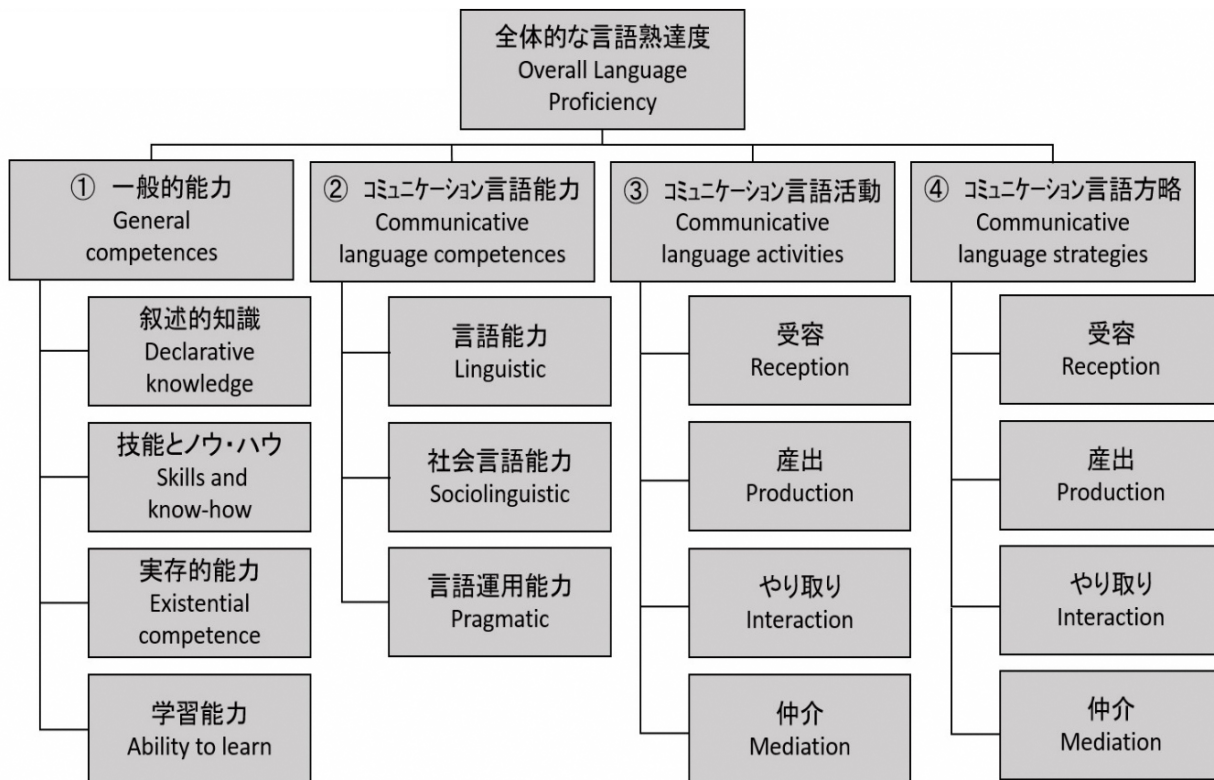 全体的な言語熟達度
Overall Language
Proficiency
① 一般的能力
General
competences
叙述的知識
Declarative
knowledge
技能とノウ・ハウ
Skills and
know-how
実存的能力
Existential
competence
学習能力
Ability to learn
② コミュニケーション言語能力
Communicative
language competences
言語能力
Linguistic
社会言語能力
Sociolinguistic
言語運用能力
Pragmatic
③ コミュニケーション言語活動
Communicative
language activities
受容
Reception
産出
Production
やり取り
Interaction
仲介
Mediation
④ コミュニケーション言語方略
Communicative
language strategies
受容
Reception
産出
Production
やり取り
Interaction
仲介
Mediation